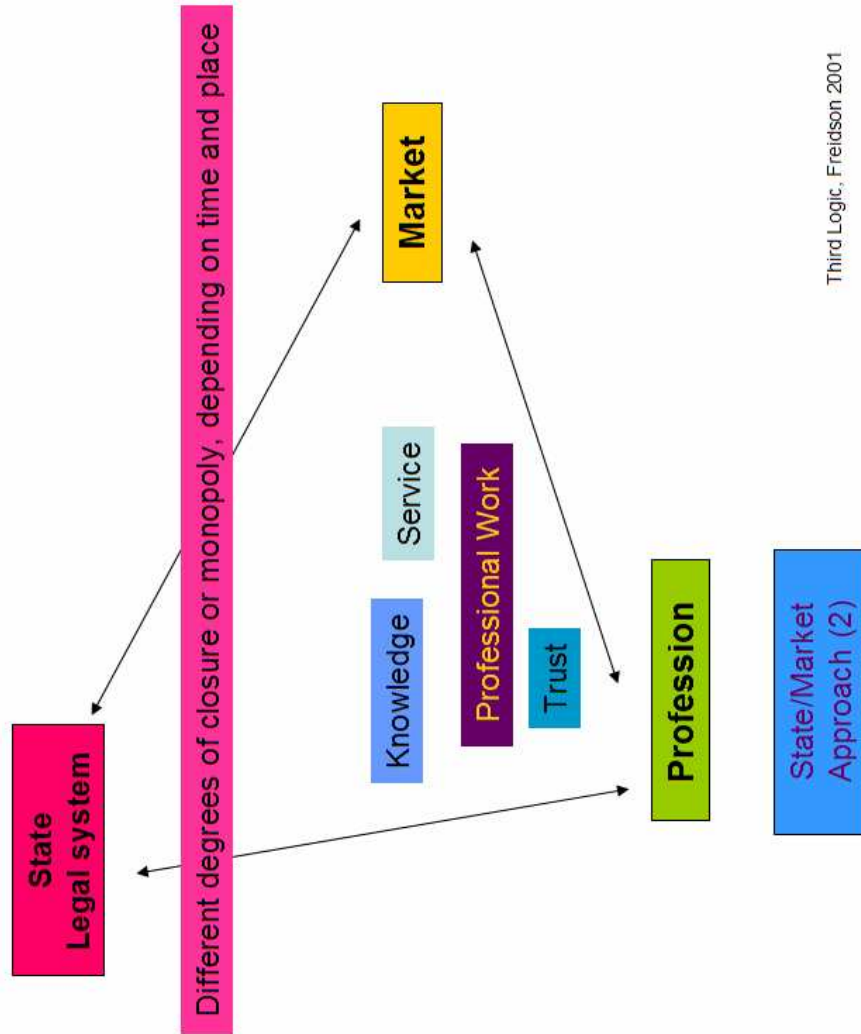 State
Legal system
Different degrees of closure or monopoly, depending on time and place
Knowledge
Service
Market
Professional Work
Trust
Profession
State/Market
Approach (2)
Third Logic, Freidson 2001